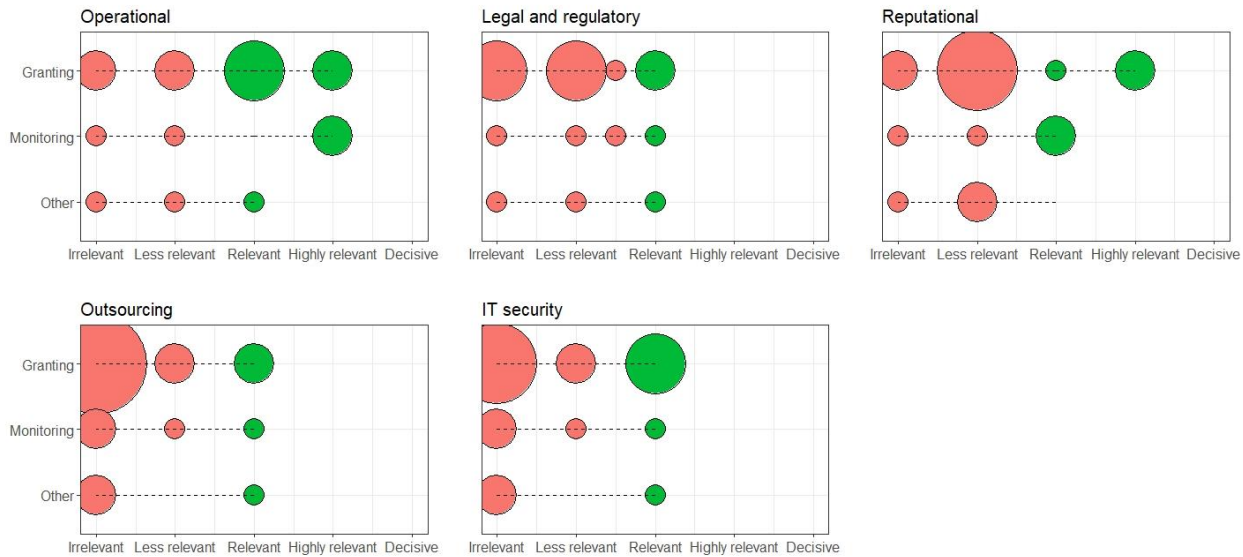 Operational
Legal and regulatory
Reputational
Granting
Monitoring
Other
Irrelevant Less relevant Relevant Highly relevant Decisive
Irrelevant Less relevant Relevant Highly relevant Decisive
Irrelevant Less relevant Relevant Highly relevant Decisive
Outsourcing
IT security
Granting
Monitoring
Other
Irrelevant Less relevant Relevant Highly relevant Decisive
Irrelevant Less relevant Relevant Highly relevant Decisive